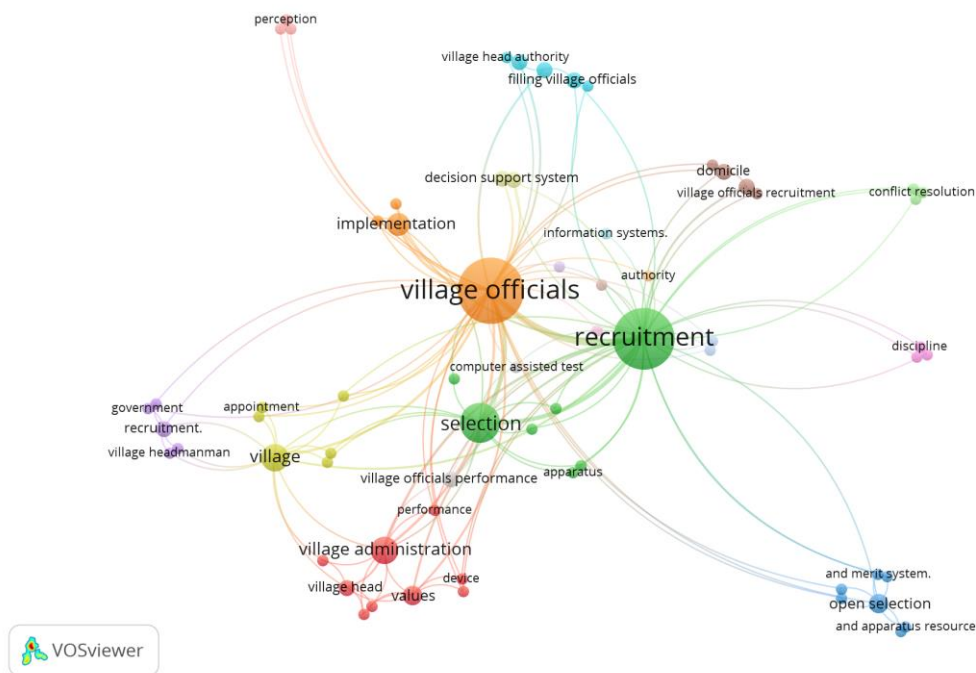 perception
village head authority
filling village officials
decision support system
domicile
village officials recruitment
conflict resolution
implementation
information systems.
authority
village officials
recruitment
discipline
computer assisted test
government
appointment
recruitment.
selection
village headmanman
village
village officials performance
apparatus
performance
village administration
device
village head
values
and merit system.
open selection
and apparatus resource
VOSviewer